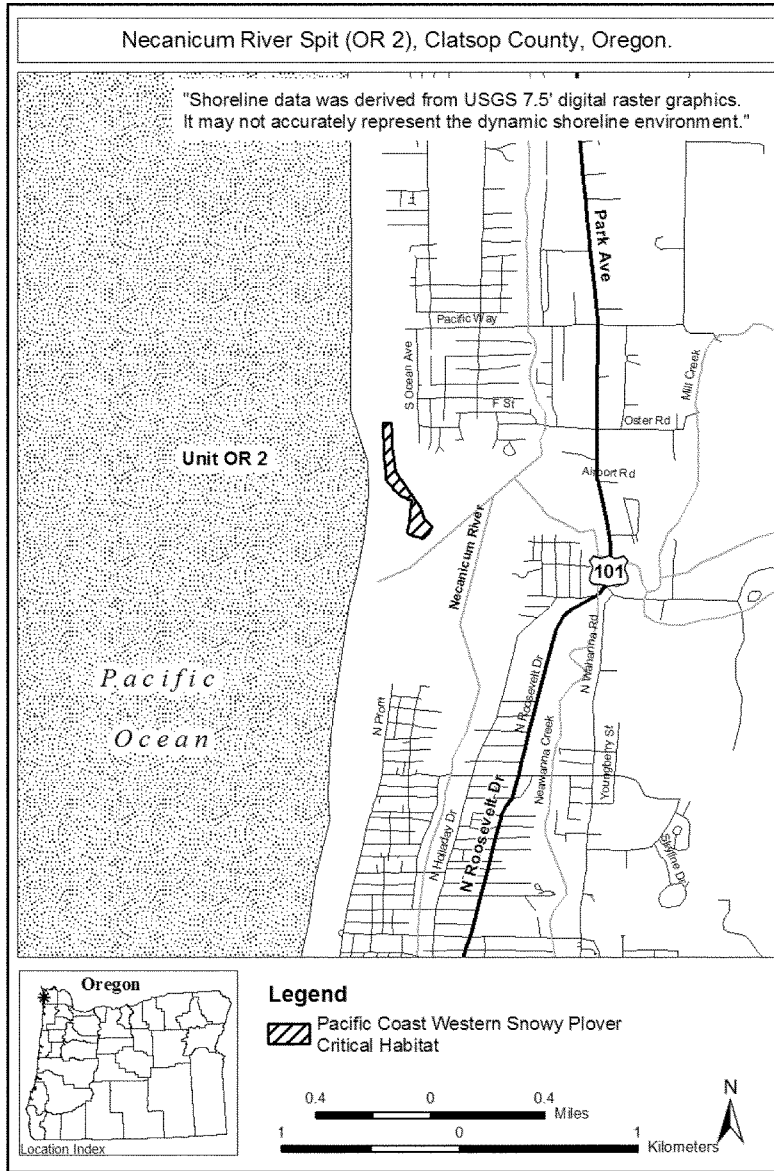 Necanicum River Spit (OR 2), Clatsop County, Oregon.
"Shoreline data was derived from USGS 7.5' digital raster graphics.
It may not accurately represent the dynamic shoreline environment."
Park Ave
Pacific Way
S Ocean Ave
Mill Creek
F St
Oster Rd
Unit OR 2
Airport Rd
Necanicum River
101
N Wahanna Rd
Pacific
Ocean
N Prom
N Roosevelt Dr
Neawanna Creek
Youngberry St
N Holladay Dr
N Roosevelt Dr
Skyline Dr
Oregon
Location Index
Legend
Pacific Coast Western Snowy Plover
Critical Habitat
0.4 0 0.4
Miles
1 0 1
Kilometers
N